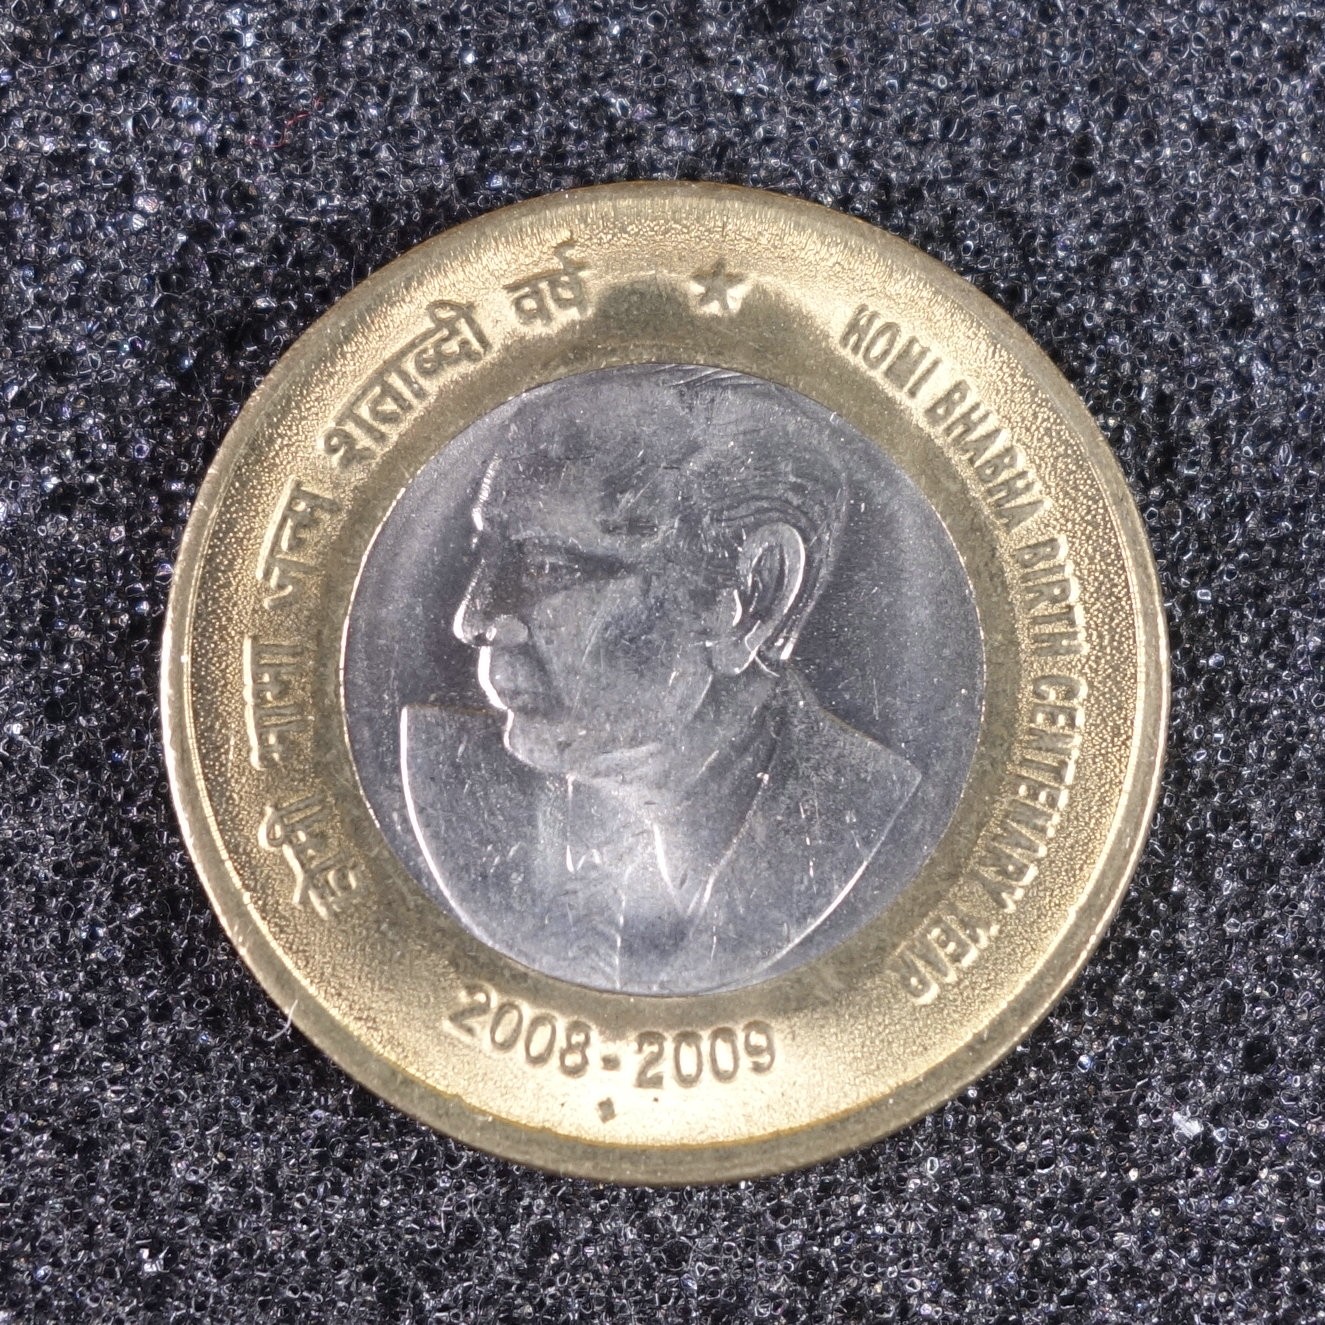 होमी भाभा जन्म शताब्दी वर्ष
HOMI BHABHA BIRTH CENTENARY YEAR
2008-2009